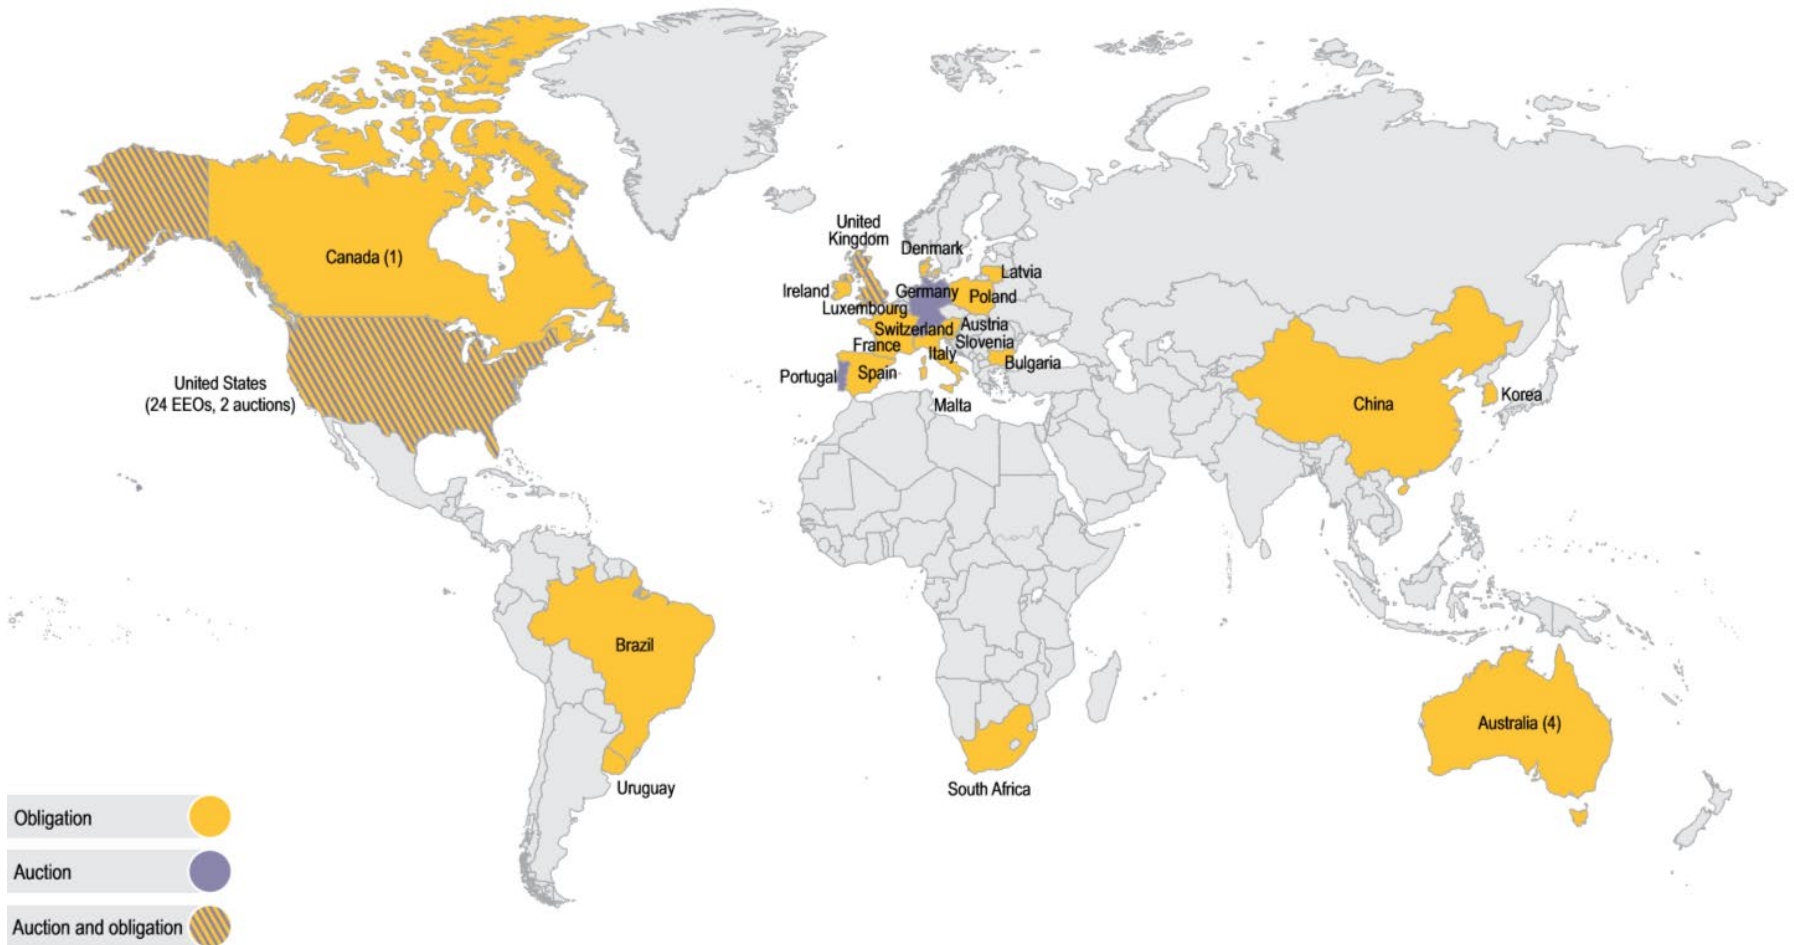 United
Kingdom
Denmark
Canada (1)
Latvia
Ireland
Germany
Poland
Luxembourg
Switzerland
Austria
France
Slovenia
Italy
Bulgaria
Portugal
Spain
United States
(24 EEOs, 2 auctions)
Malta
China
Korea
Brazil
Australia (4)
Uruguay
South Africa
Obligation
Auction
Auction and obligation